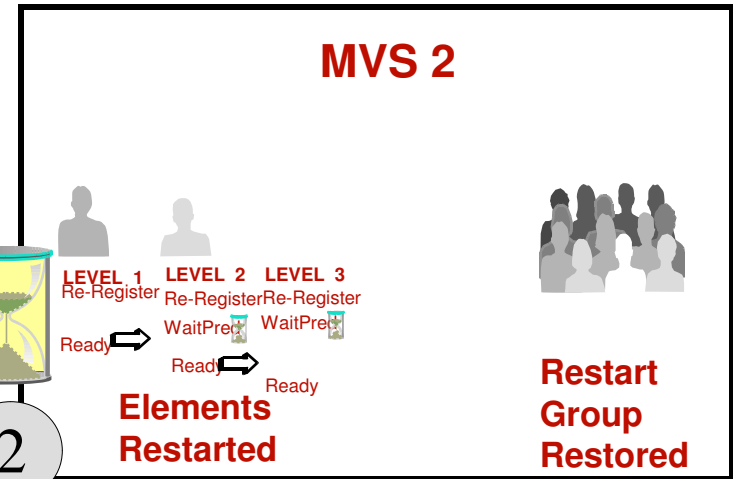 MVS 2
LEVEL 1
Re-Register
Ready
LEVEL 2
Re-Register
WaitPred
Ready
LEVEL 3
Re-Register
WaitPred
Ready
Elements
Restarted
Restart
Group
Restored
2